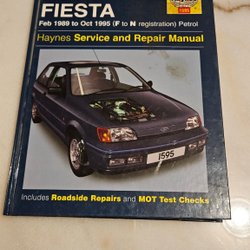 FIESTA
Feb 1989 to Oct 1995 (F to N registration) Petrol
Haynes Service and Repair Manual
1595
Includes Roadside Repairs and MOT Test Checks